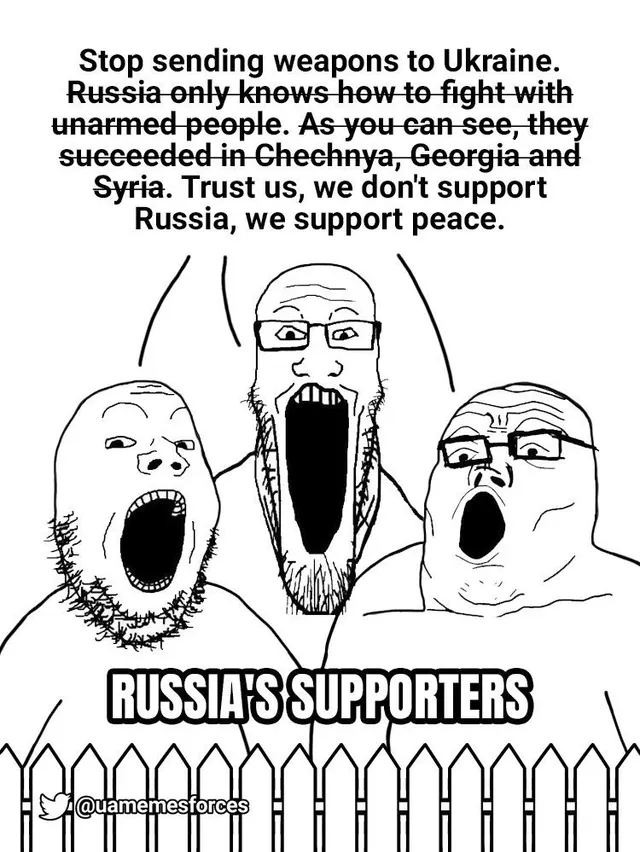 Stop sending weapons to Ukraine.
Russia only knows how to fight with
unarmed people. As you can see, they
succeeded in Chechnya, Georgia and
Syria. Trust us, we don't support
Russia, we support peace.
RUSSIA'S SUPPORTERS
@uamemesforces